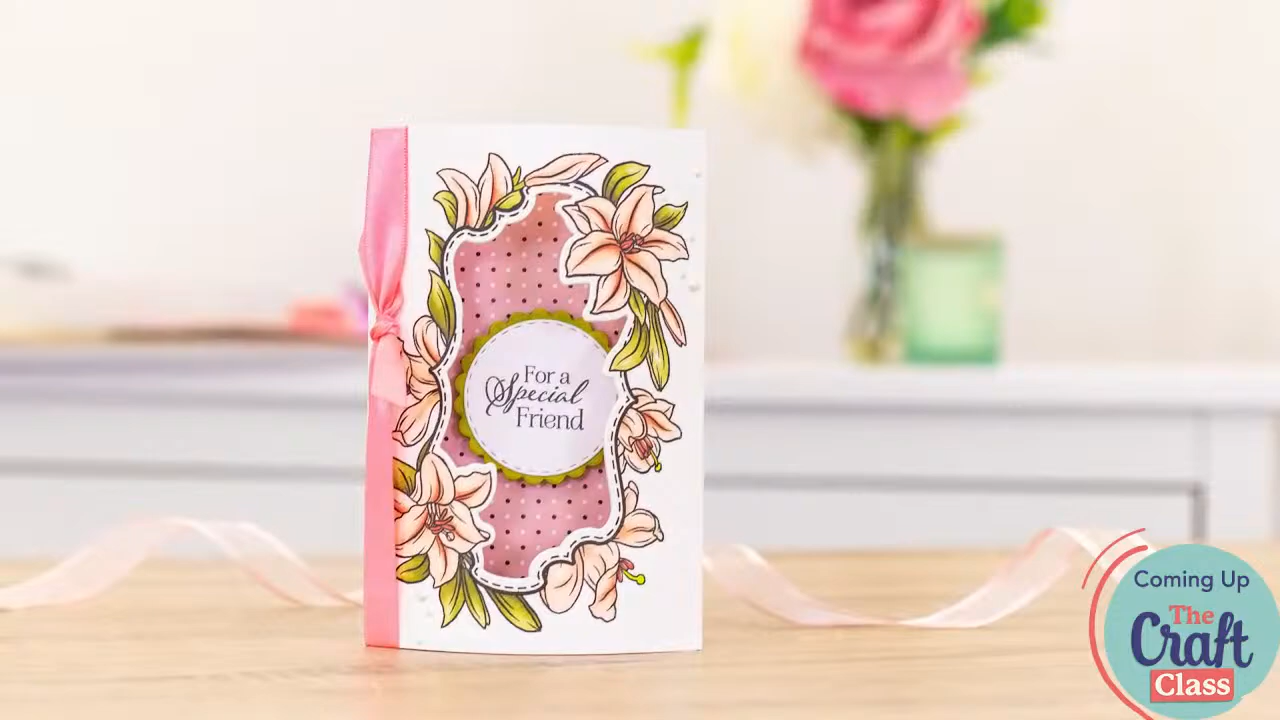 For a
Special
Friend
Coming Up
The
Craft
Class